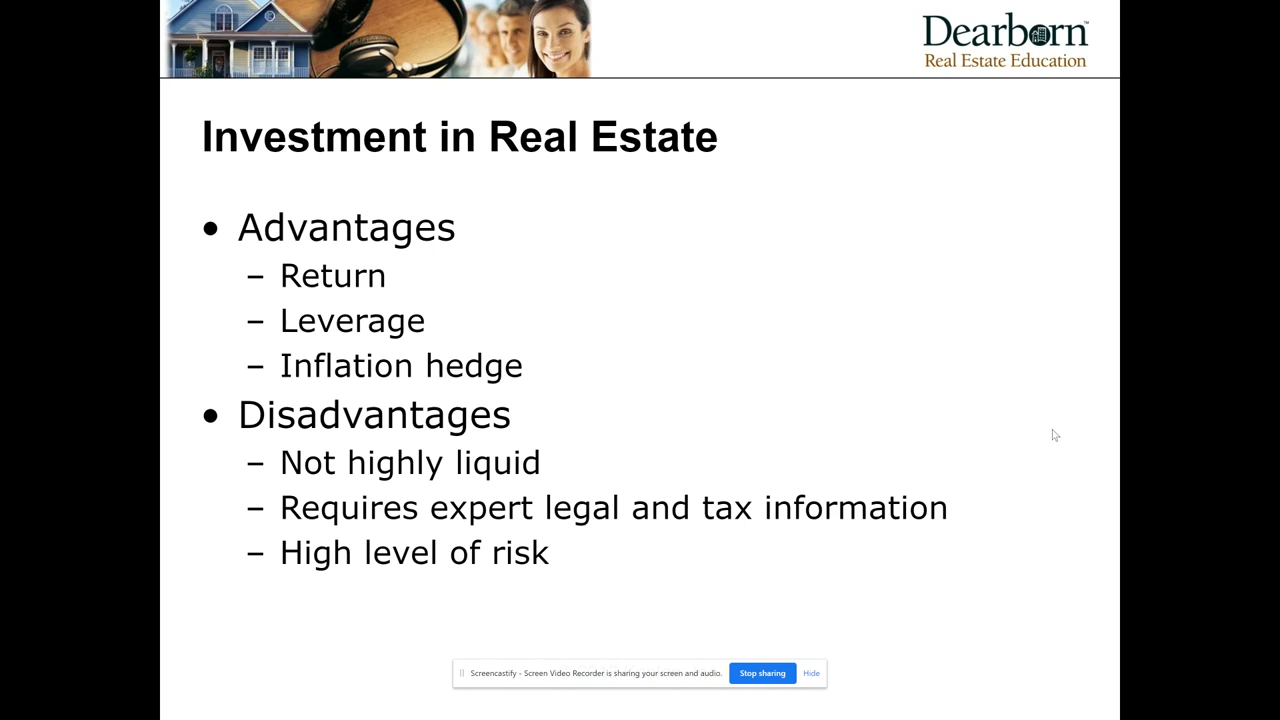 Dearborn™
Real Estate Education
Investment in Real Estate
• Advantages
– Return
– Leverage
– Inflation hedge
• Disadvantages
– Not highly liquid
– Requires expert legal and tax information
– High level of risk
Screencastify - Screen Video Recorder is sharing your screen and audio. Stop sharing Hide